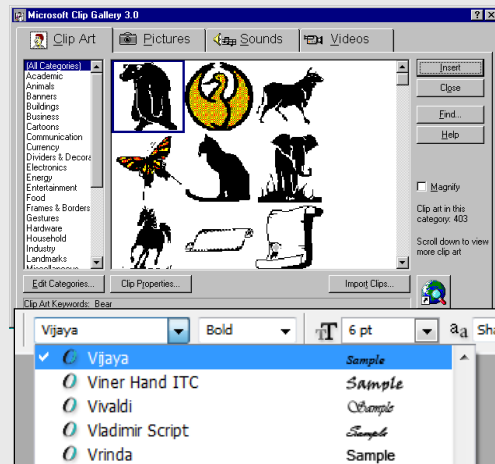 Microsoft Clip Gallery 3.0
Clip Art Pictures Sounds Videos
(All Categories)
Academic
Animals
Banners
Buildings
Business
Cartoons
Communication
Currency
Dividers & Decora
Electronics
Energy
Entertainment
Food
Frames & Borders
Gestures
Hardware
Household
Industry
Landmarks
Insert
Close
Find...
Help
Magnify
Clip art in this
category: 403
Scroll down to view
more clip art
Edit Categories... Clip Properties... Import Clips...
Clip Art Keywords: Bear
Vijaya Bold 6 pt aa Sha
Vijaya Sample
Viner Hand ITC Sample
Vivaldi Sample
Vladimir Script Sample
Vrinda Sample